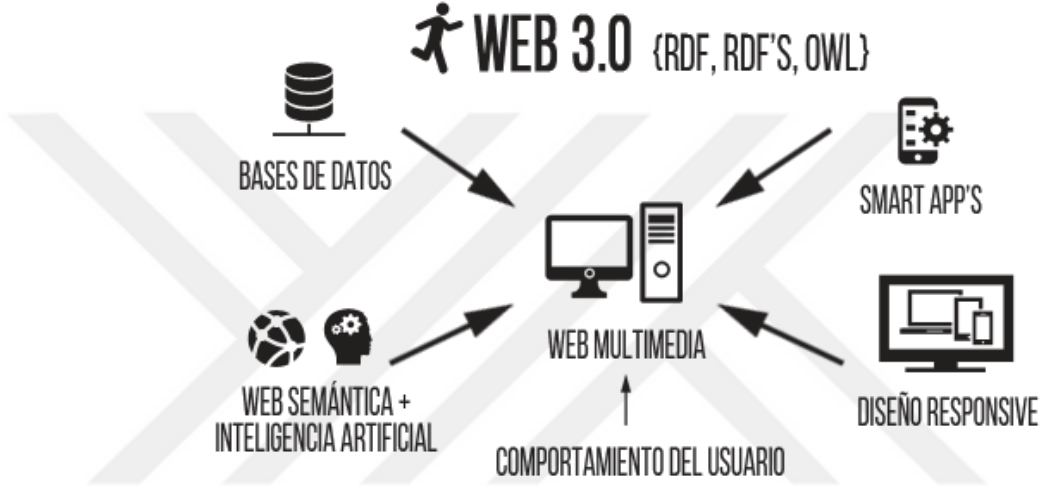 WEB 3.0 {RDF, RDF'S, OWL}
BASES DE DATOS
SMART APP'S
WEB MULTIMEDIA
WEB SEMÁNTICA +
INTELIGENCIA ARTIFICIAL
DISEÑO RESPONSIVE
COMPORTAMIENTO DEL USUARIO